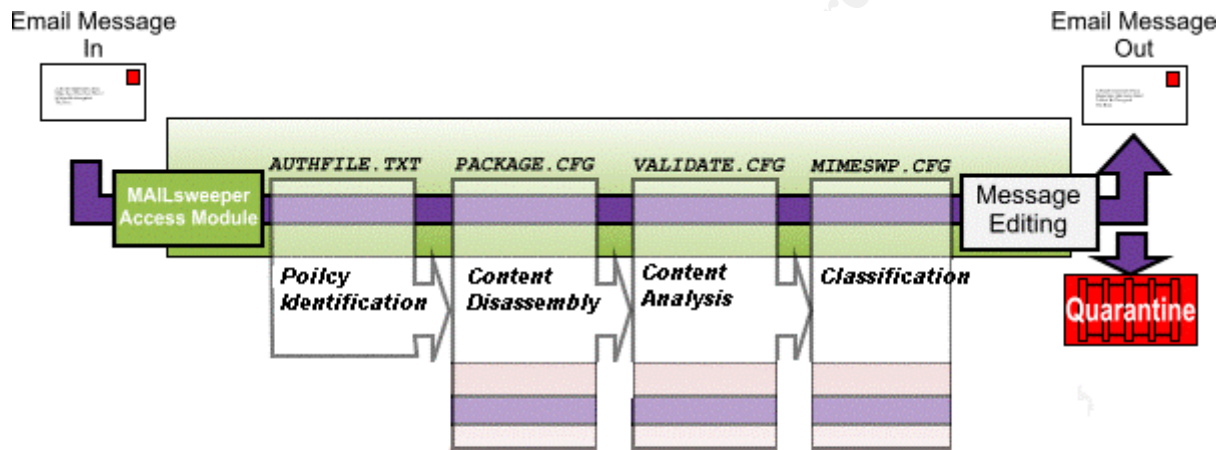 Email Message
In
Email Message
Out
AUTHFILE.TXT
PACKAGE.CFG
VALIDATE.CFG
MIMESWP.CFG
MAILsweeper
Access Module
Message
Editing
Poilcy
Identification
Content
Disassembly
Content
Analysis
Classification
Quarantine